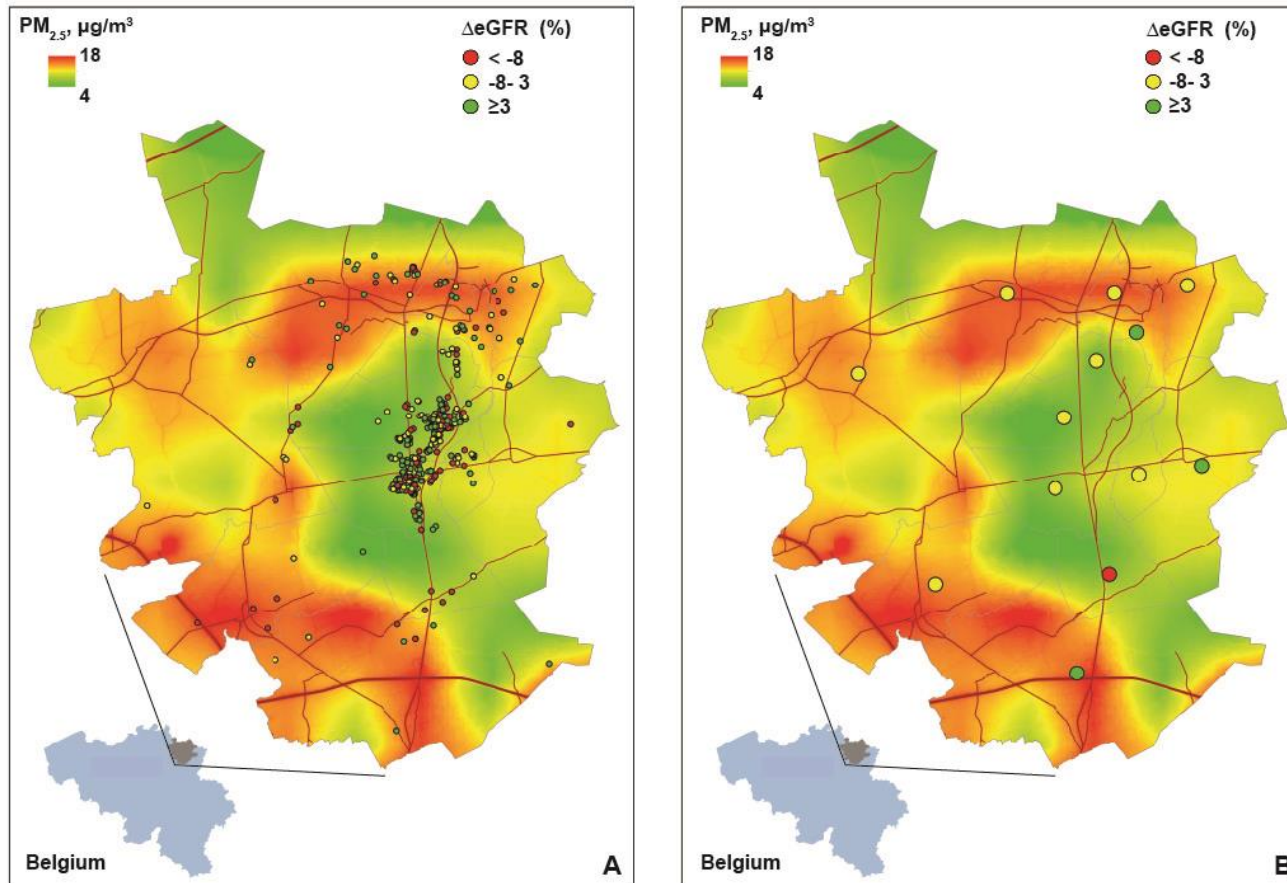 PM2.5, µg/m³
18
4
ΔeGFR (%)
< -8
-8- 3
≥3
Belgium
A
PM2.5, µg/m³
18
4
ΔeGFR (%)
< -8
-8- 3
≥3
Belgium
B